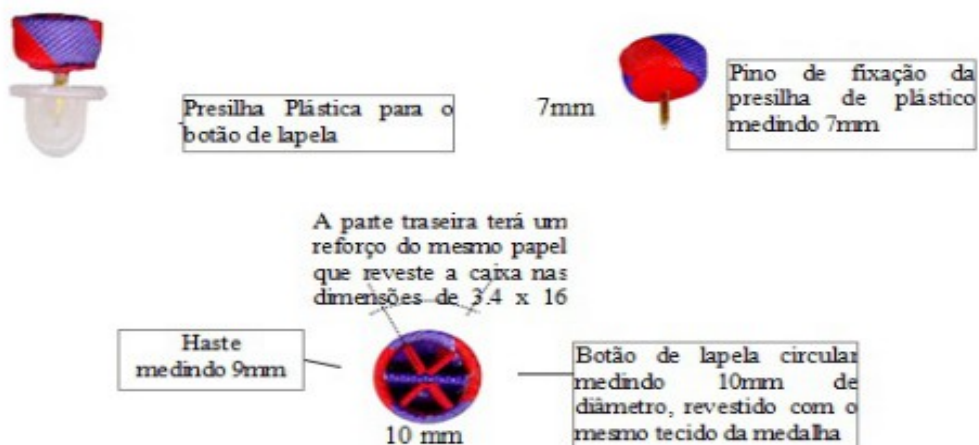 Presilha Plástica para o
botão de lapela
7mm
Pino de fixação da
presilha de plástico
medindo 7mm
A parte traseira terá um
reforço do mesmo papel
que reveste a caixa nas
dimensões de 3.4 x 16
Haste
medindo 9mm
Botão de lapela circular
medindo 10mm de
diâmetro, revestido com o
mesmo tecido da medalha
10 mm